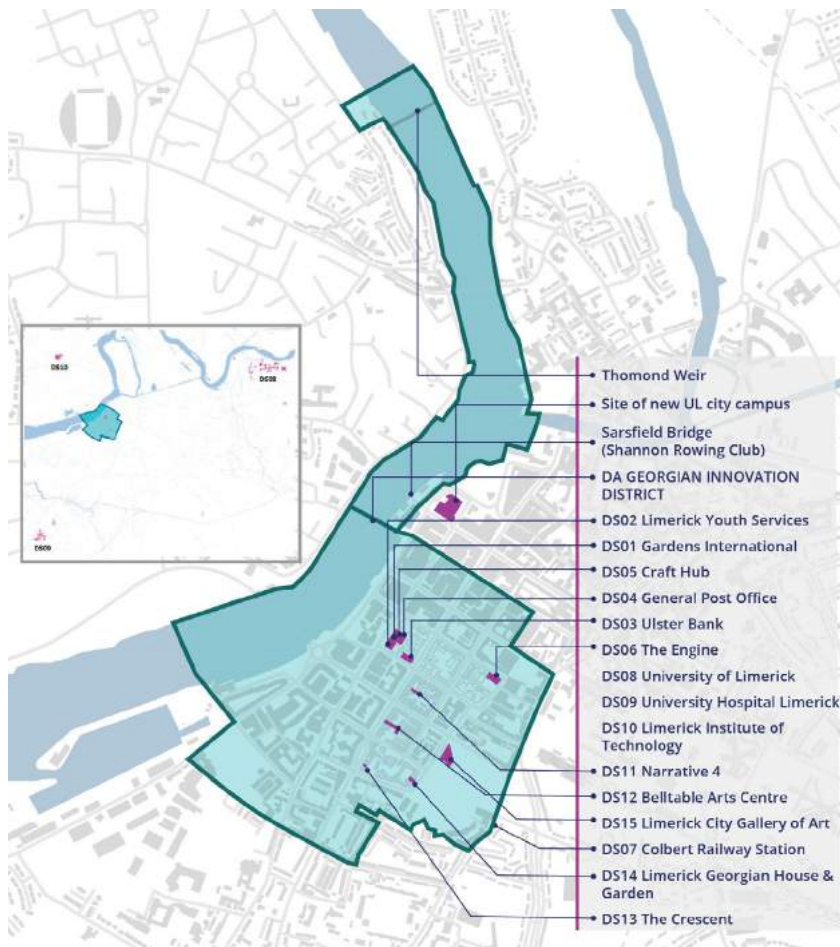 DS10
DS08
DS09
Thomond Weir
Site of new UL city campus
Sarsfield Bridge
(Shannon Rowing Club)
DA GEORGIAN INNOVATION
DISTRICT
DS02 Limerick Youth Services
DS01 Gardens International
DS05 Craft Hub
DS04 General Post Office
DS03 Ulster Bank
DS06 The Engine
DS08 University of Limerick
DS09 University Hospital Limerick
DS10 Limerick Institute of
Technology
DS11 Narrative 4
DS12 Belltable Arts Centre
DS15 Limerick City Gallery of Art
DS07 Colbert Railway Station
DS14 Limerick Georgian House &
Garden
DS13 The Crescent